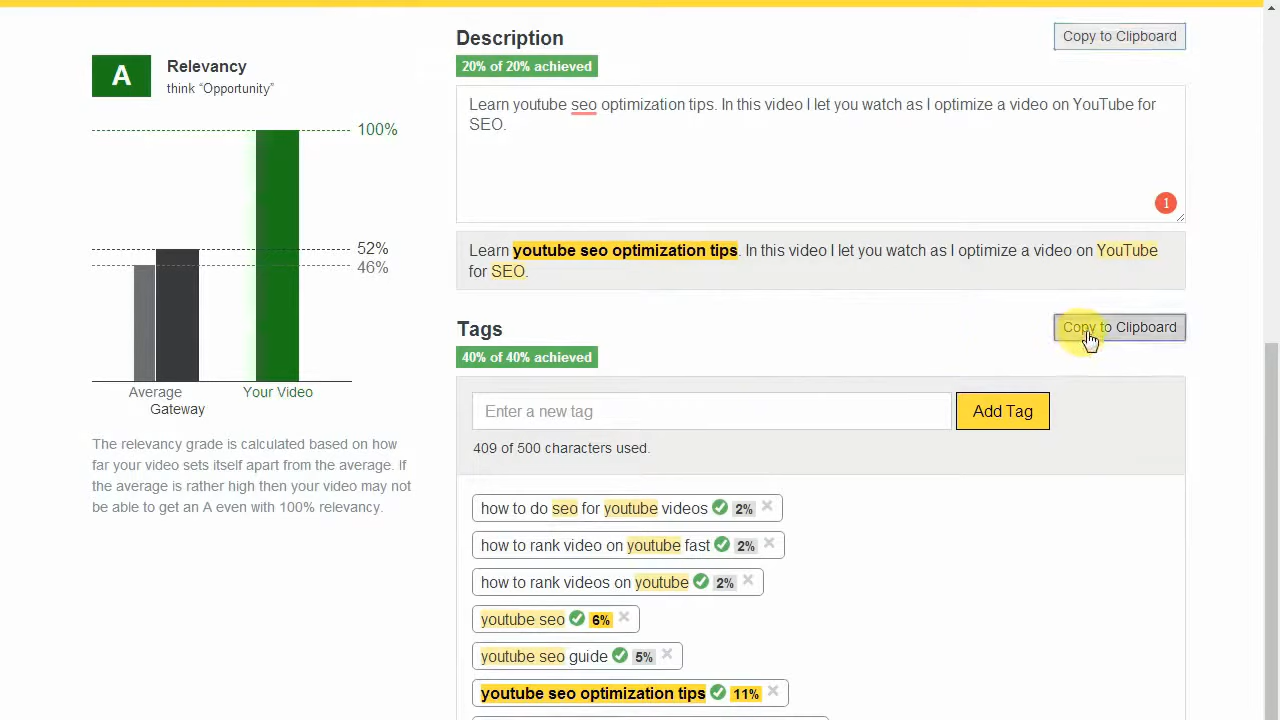 Description
Copy to Clipboard
20% of 20% achieved
Learn youtube seo optimization tips. In this video I let you watch as I optimize a video on YouTube for
SEO.
1
Learn youtube seo optimization tips. In this video I let you watch as I optimize a video on YouTube
for SEO.
A
Relevancy
think “Opportunity”
100%
52%
46%
Average
Gateway
Your Video
The relevancy grade is calculated based on how
far your video sets itself apart from the average. If
the average is rather high then your video may not
be able to get an A even with 100% relevancy.
Tags
Copy to Clipboard
40% of 40% achieved
Enter a new tag
Add Tag
409 of 500 characters used.
how to do seo for youtube videos 2%
how to rank video on youtube fast 2%
how to rank videos on youtube 2%
youtube seo 6%
youtube seo guide 5%
youtube seo optimization tips 11%